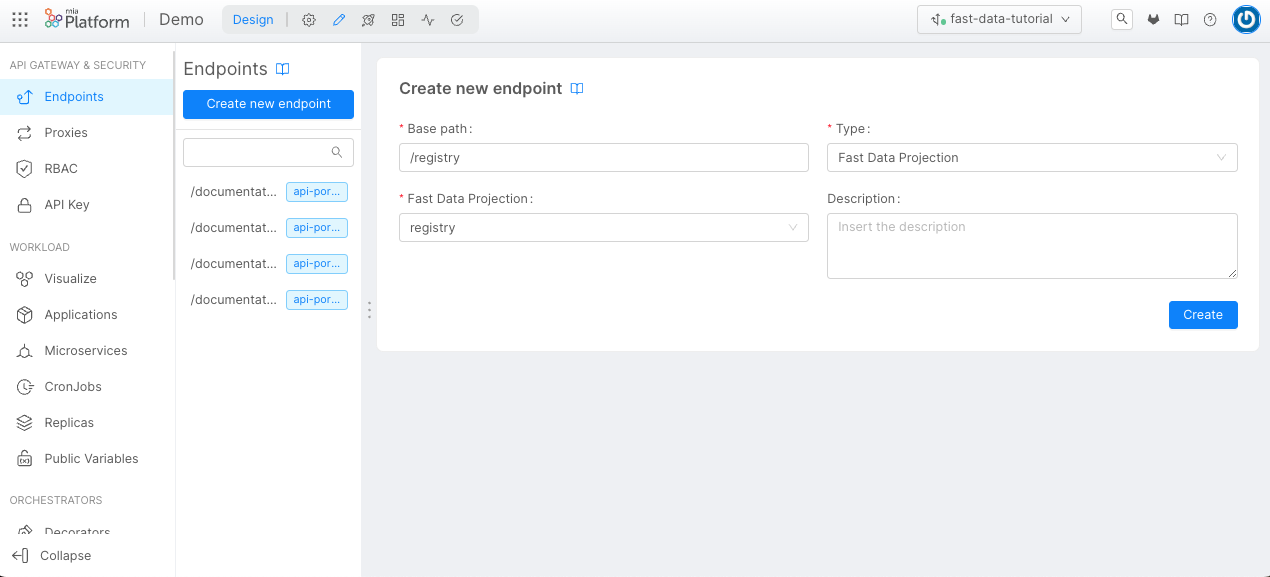 mia
Platform
Demo
Design
fast-data-tutorial
API GATEWAY & SECURITY
Endpoints
Proxies
RBAC
API Key
WORKLOAD
Visualize
Applications
Microservices
CronJobs
Replicas
Public Variables
ORCHESTRATORS
Decorators
Collapse
Endpoints
Create new endpoint
/documentat... api-por...
/documentat... api-por...
/documentat... api-por...
/documentat... api-por...
Create new endpoint
* Base path: * Type:
/registry Fast Data Projection
* Fast Data Projection: Description:
registry Insert the description
Create